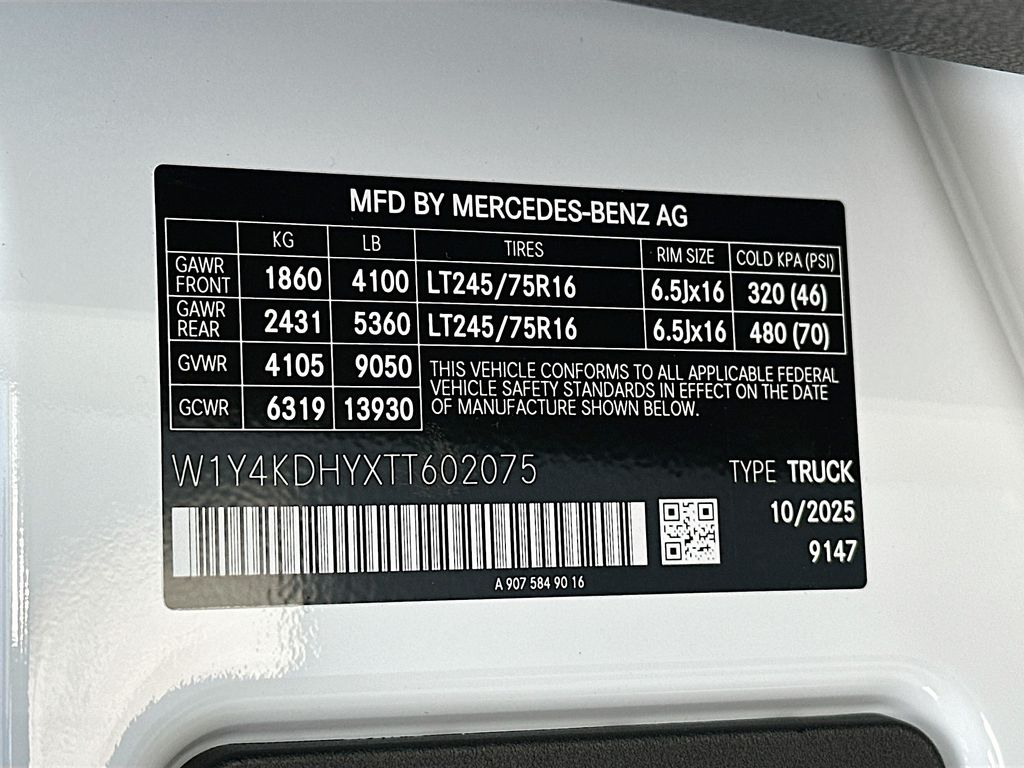 MFD BY MERCEDES-BENZ AG
KG LB TIRES RIM SIZE COLD KPA (PSI)
GAWR FRONT 1860 4100 LT245/75R16 6.5Jx16 320 (46)
GAWR REAR 2431 5360 LT245/75R16 6.5Jx16 480 (70)
GVWR 4105 9050
GCWR 6319 13930
THIS VEHICLE CONFORMS TO ALL APPLICABLE FEDERAL
VEHICLE SAFETY STANDARDS IN EFFECT ON THE DATE
OF MANUFACTURE SHOWN BELOW.
W1Y4KDHYXTT602075
TYPE TRUCK
10/2025
9147
A 907 584 90 16